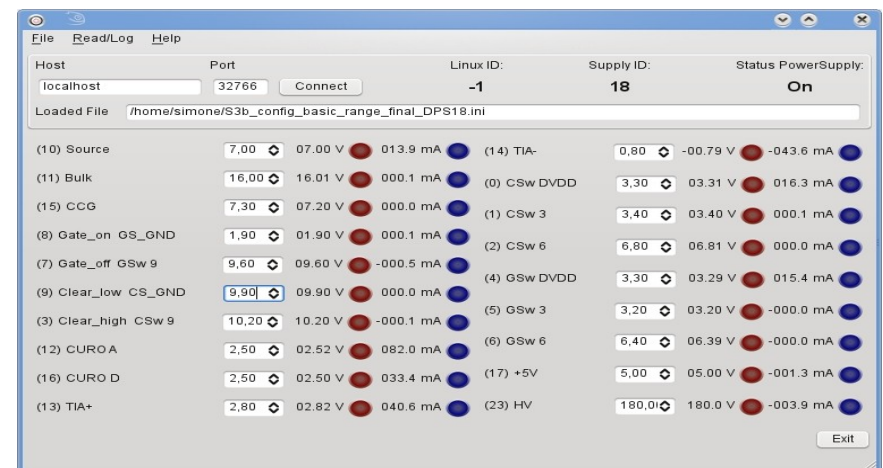 File Read/Log Help
Host Port Linux ID: Supply ID: Status PowerSupply:
localhost 32766 Connect -1 18 On
Loaded File /home/simone/S3b_config_basic_range_final_DPS18.ini
(10) Source 7,00 07.00 V 013.9 mA
(11) Bulk 16,00 16.01 V 000.1 mA
(15) CCG 7,30 07.20 V 000.0 mA
(8) Gate_on GS_GND 1,90 01.90 V 000.1 mA
(7) Gate_off GSw 9 9,60 09.60 V -000.5 mA
(9) Clear_low CS_GND 9,90 09.90 V 000.0 mA
(3) Clear_high CSw 9 10,20 10.20 V -000.1 mA
(12) CURO A 2,50 02.52 V 082.0 mA
(16) CURO D 2,50 02.50 V 033.4 mA
(13) TIA+ 2,80 02.82 V 040.6 mA
(14) TIA- 0,80 -00.79 V -043.6 mA
(0) CSw DVDD 3,30 03.31 V 016.3 mA
(1) CSw 3 3,40 03.40 V 000.1 mA
(2) CSw 6 6,80 06.81 V 000.0 mA
(4) GSw DVDD 3,30 03.29 V 015.4 mA
(5) GSw 3 3,20 03.20 V -000.0 mA
(6) GSw 6 6,40 06.39 V -000.0 mA
(17) +5V 5,00 05.00 V -001.3 mA
(23) HV 180,0 180.0 V -003.9 mA
Exit